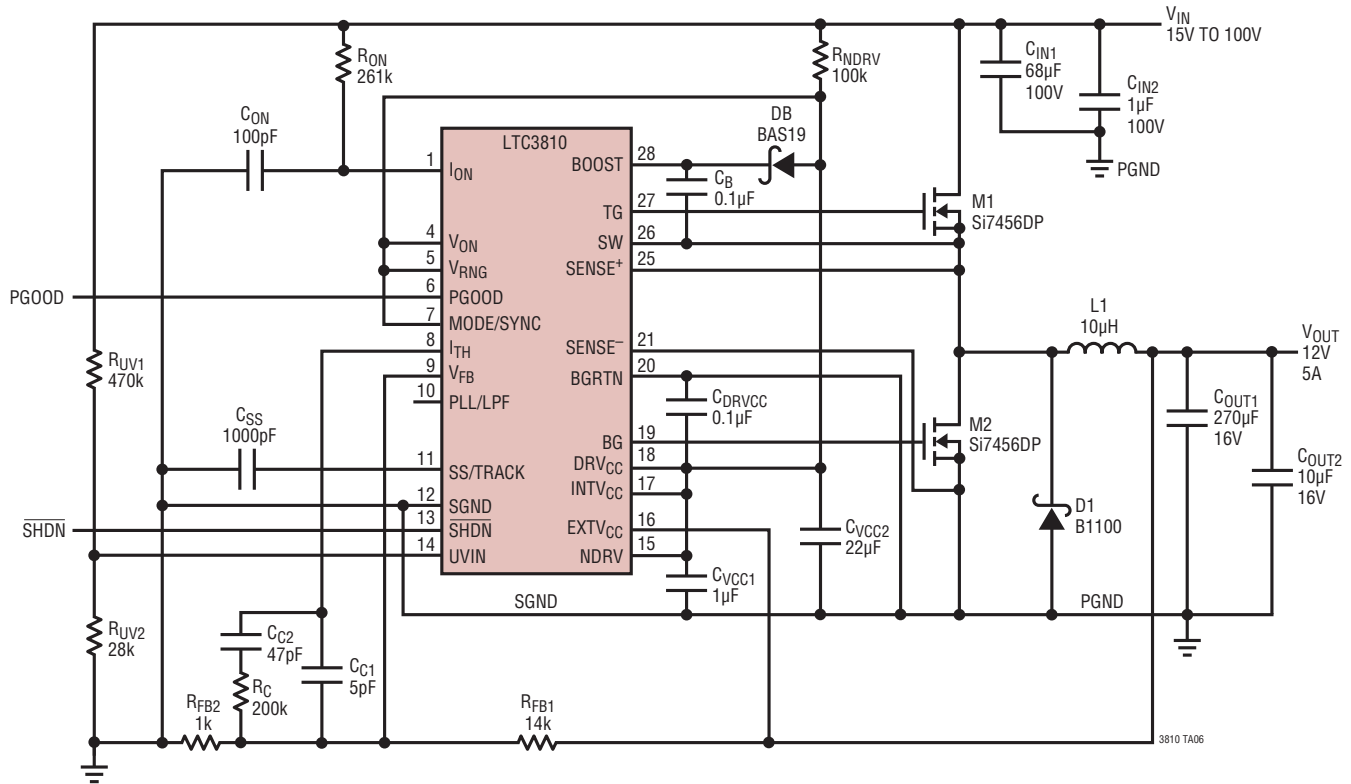 V_IN
15V TO 100V
R_ON
261k
R_NDRV
100k
C_IN1
68µF
100V
C_IN2
1µF
100V
PGND
C_ON
100pF
DB
BAS19
LTC3810
1
I_ON
4
V_ON
5
V_RNG
PGOOD
6
PGOOD
7
MODE/SYNC
8
I_TH
9
V_FB
10
PLL/LPF
11
SS/TRACK
12
SGND
SHDN
13
SHDN
14
UVIN
BOOST
28
TG
27
SW
26
SENSE+
25
SENSE–
21
BGRTN
20
BG
19
DRV_CC
18
INTV_CC
17
EXTV_CC
16
NDRV
15
C_B
0.1µF
M1
Si7456DP
L1
10µH
V_OUT
12V
5A
R_UV1
470k
C_SS
1000pF
C_DRVCC
0.1µF
M2
Si7456DP
C_OUT1
270µF
16V
C_OUT2
10µF
16V
D1
B1100
C_VCC2
22µF
C_VCC1
1µF
SGND
PGND
R_UV2
28k
C_C2
47pF
R_C
200k
C_C1
5pF
R_FB2
1k
R_FB1
14k
3810 TA06